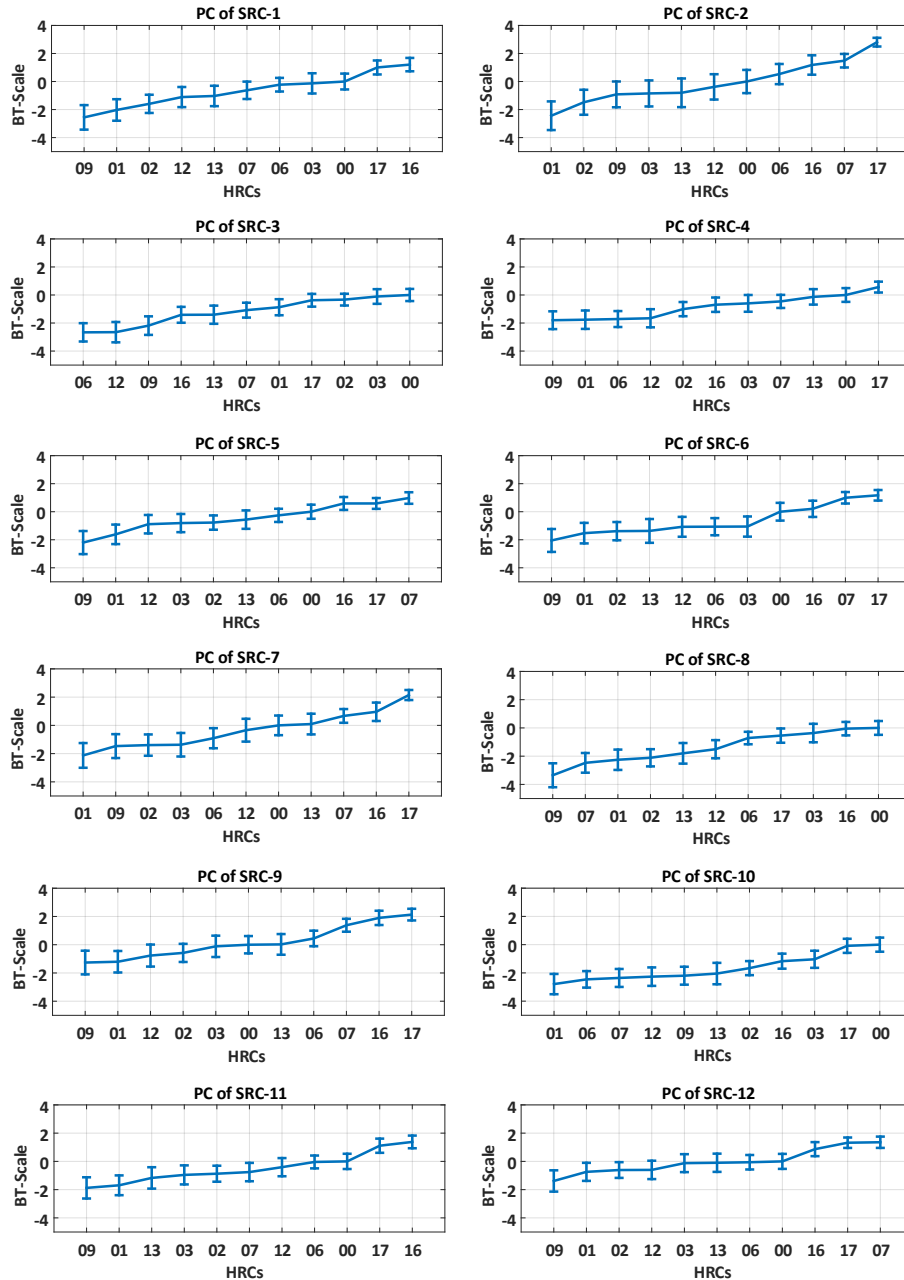 PC of SRC-1
4
2
0
-2
-4
BT-Scale
09 01 02 12 13 07 06 03 00 17 16
HRCs
PC of SRC-2
4
2
0
-2
-4
BT-Scale
01 02 09 03 13 12 00 06 16 07 17
HRCs
PC of SRC-3
4
2
0
-2
-4
BT-Scale
06 12 09 16 13 07 01 17 02 03 00
HRCs
PC of SRC-4
4
2
0
-2
-4
BT-Scale
09 01 06 12 02 16 03 07 13 00 17
HRCs
PC of SRC-5
4
2
0
-2
-4
BT-Scale
09 01 12 03 02 13 06 00 16 17 07
HRCs
PC of SRC-6
4
2
0
-2
-4
BT-Scale
09 01 02 13 12 06 03 00 16 07 17
HRCs
PC of SRC-7
4
2
0
-2
-4
BT-Scale
01 09 02 03 06 12 00 13 07 16 17
HRCs
PC of SRC-8
4
2
0
-2
-4
BT-Scale
09 07 01 02 13 12 06 17 03 16 00
HRCs
PC of SRC-9
4
2
0
-2
-4
BT-Scale
09 01 12 02 03 00 13 06 07 16 17
HRCs
PC of SRC-10
4
2
0
-2
-4
BT-Scale
01 06 07 12 09 13 02 16 03 17 00
HRCs
PC of SRC-11
4
2
0
-2
-4
BT-Scale
09 01 13 03 02 07 12 06 00 17 16
HRCs
PC of SRC-12
4
2
0
-2
-4
BT-Scale
09 01 02 12 03 13 06 00 16 17 07
HRCs